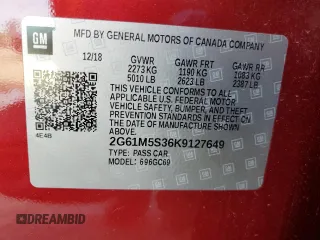 GM
MFD BY GENERAL MOTORS OF CANADA COMPANY
12/18 GVWR GAWR FRT GAWR RR
2273 KG 1190 KG 1083 KG
5010 LB 2623 LB 2387 LB
THIS VEHICLE CONFORMS TO ALL
APPLICABLE U.S. FEDERAL MOTOR
VEHICLE SAFETY, BUMPER, AND THEFT
PREVENTION STANDARDS IN EFFECT ON
THE DATE OF MANUFACTURE SHOWN ABOVE.
4E4B
2G61M5S36K9127649
TYPE: PASS CAR
MODEL: 696GC69
DREAMBID